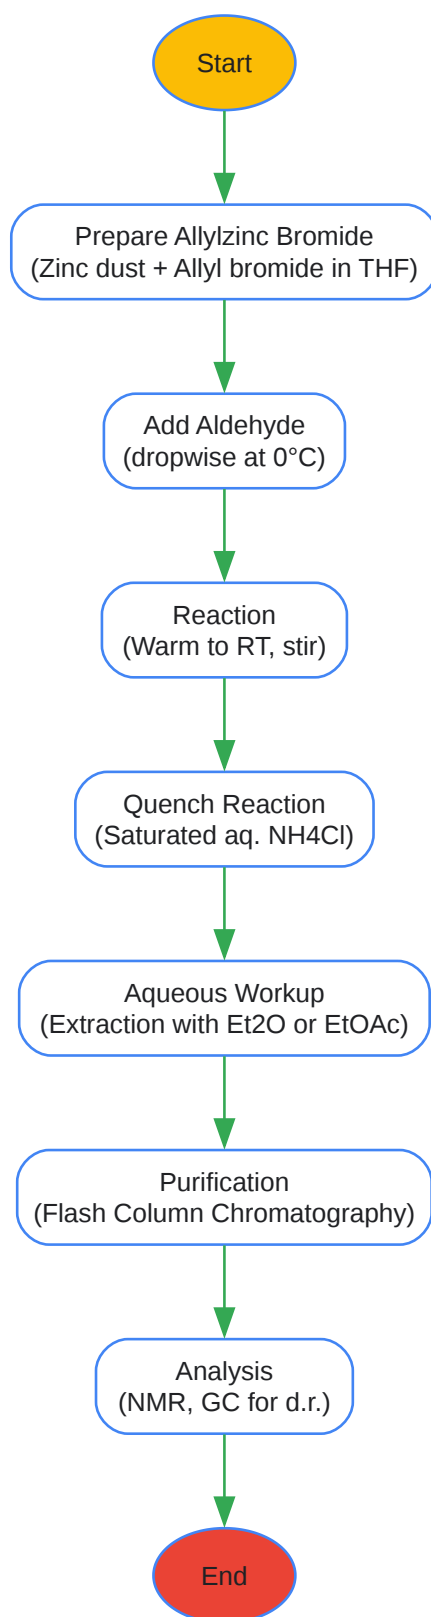 Start
Prepare Allylzinc Bromide
(Zinc dust + Allyl bromide in THF)
Add Aldehyde
(dropwise at 0°C)
Reaction
(Warm to RT, stir)
Quench Reaction
(Saturated aq. NH4Cl)
Aqueous Workup
(Extraction with Et2O or EtOAc)
Purification
(Flash Column Chromatography)
Analysis
(NMR, GC for d.r.)
End